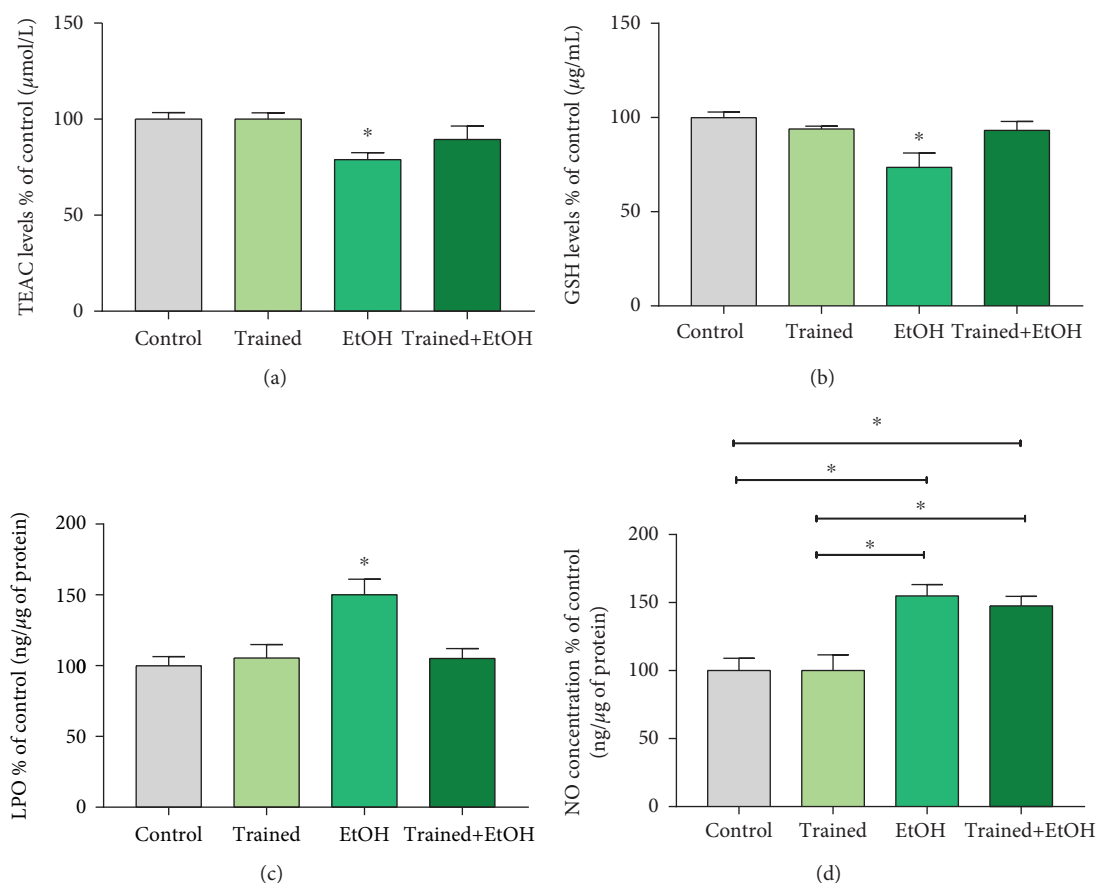 TEAC levels % of control (μmol/L)
150
100
50
0
*
Control Trained EtOH Trained+EtOH
(a)
GSH levels % of control (μg/mL)
150
100
50
0
*
Control Trained EtOH Trained+EtOH
(b)
LPO % of control (ng/μg of protein)
200
150
100
50
0
*
Control Trained EtOH Trained+EtOH
(c)
*
*
*
*
NO concentration % of control
(ng/μg of protein)
200
150
100
50
0
Control Trained EtOH Trained+EtOH
(d)